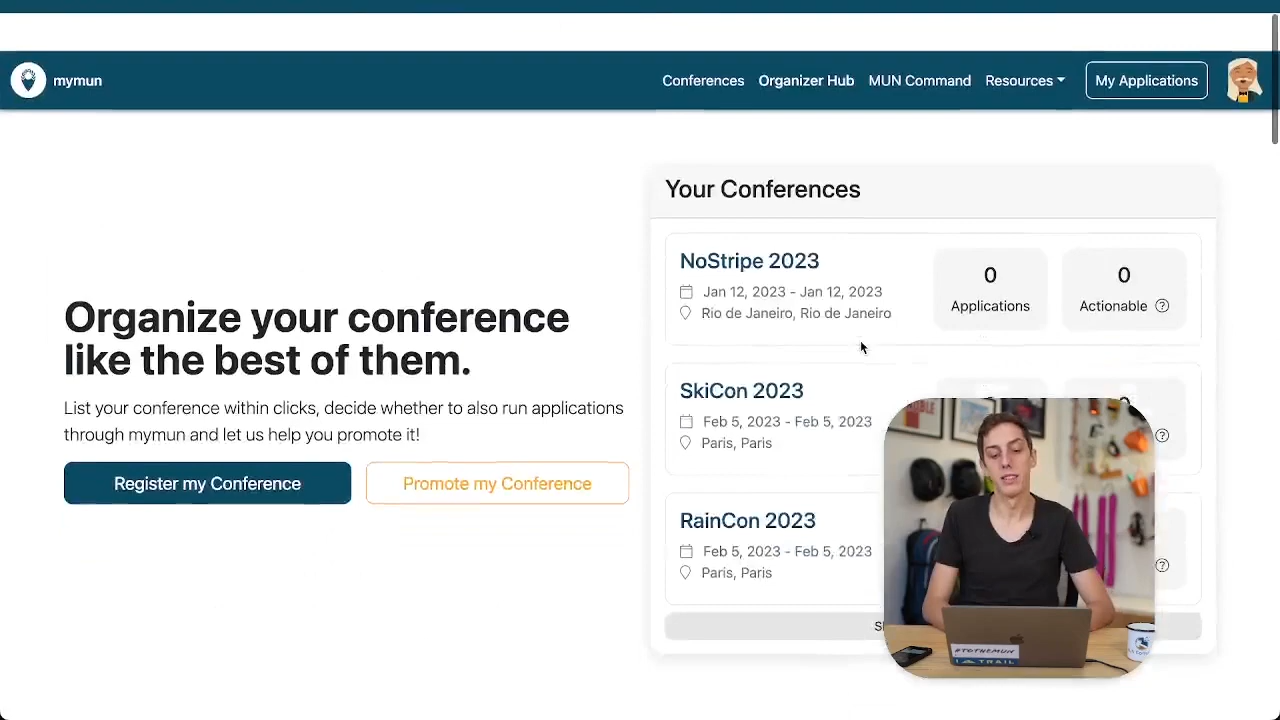 mymun
Conferences
Organizer Hub
MUN Command
Resources
My Applications
Your Conferences
NoStripe 2023
Jan 12, 2023 - Jan 12, 2023
Rio de Janeiro, Rio de Janeiro
0
Applications
0
Actionable
Organize your conference
like the best of them.
List your conference within clicks, decide whether to also run applications
through mymun and let us help you promote it!
Register my Conference
Promote my Conference
SkiCon 2023
Feb 5, 2023 - Feb 5, 2023
Paris, Paris
RainCon 2023
Feb 5, 2023 - Feb 5, 2023
Paris, Paris
#TOTHEMUN
TRAIL